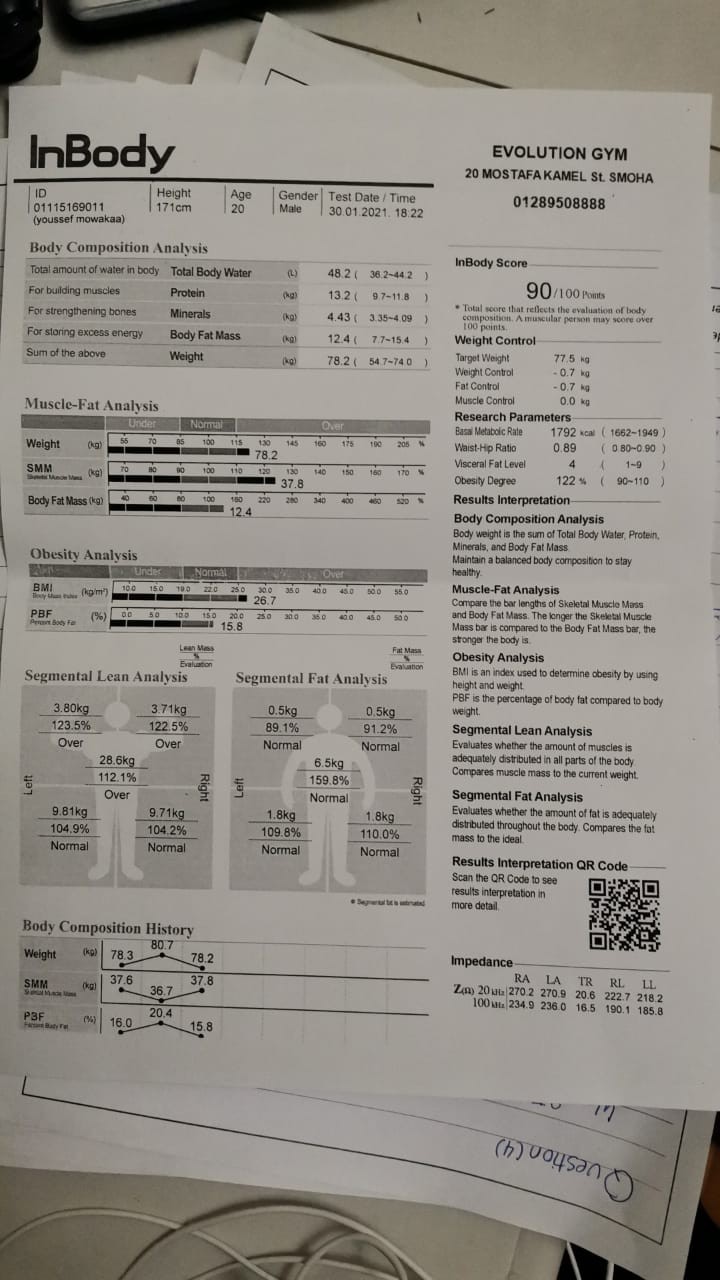 InBody
ID
01115169011
(youssef mowakaa)
Height
171cm
Age
20
Gender
Male
Test Date / Time
30.01.2021. 18:22
EVOLUTION GYM
20 MOSTAFA KAMEL St. SMOHA
01289508888
Body Composition Analysis
Total amount of water in body Total Body Water (L) 48.2 ( 36.2~44.2 )
For building muscles Protein (kg) 13.2 ( 9.7~11.8 )
For strengthening bones Minerals (kg) 4.43 ( 3.35~4.09 )
For storing excess energy Body Fat Mass (kg) 12.4 ( 7.7~15.4 )
Sum of the above Weight (kg) 78.2 ( 54.7~74.0 )
Muscle-Fat Analysis
Under Normal Over
Weight (kg) 55 70 85 100 115 130 145 160 175 190 205 %
78.2
SMM (kg) 70 80 90 100 110 120 130 140 150 160 170 %
Skeletal Muscle Mass
37.8
Body Fat Mass (kg) 40 60 80 100 160 220 280 340 400 460 520 %
12.4
Obesity Analysis
Under Normal Over
BMI (kg/m²) 10.0 15.0 22.0 25.0 30.0 35.0 40.0 45.0 50.0 55.0
Body Mass Index
26.7
PBF (%) 0.0 5.0 10.0 15.0 20.0 25.0 30.0 35.0 40.0 45.0 50.0
Percent Body Fat
15.8
Lean Mass
%
Evaluation
Segmental Lean Analysis
3.80kg 3.71kg
123.5% 122.5%
Over Over
28.6kg
112.1%
Over
Left Right
9.81kg 9.71kg
104.9% 104.2%
Normal Normal
Fat Mass
%
Evaluation
Segmental Fat Analysis
0.5kg 0.5kg
89.1% 91.2%
Normal Normal
6.5kg
159.8%
Normal
Left Right
1.8kg 1.8kg
109.8% 110.0%
Normal Normal
* Segmental fat is estimated
Body Composition History
Weight (kg) 78.3 80.7 78.2
SMM (kg) 37.6 36.7 37.8
Skeletal Muscle Mass
PBF (%) 16.0 20.4 15.8
Percent Body Fat
InBody Score
90/100 Points
* Total score that reflects the evaluation of body
composition. A muscular person may score over
100 points.
Weight Control
Target Weight 77.5 kg
Weight Control - 0.7 kg
Fat Control - 0.7 kg
Muscle Control 0.0 kg
Research Parameters
Basal Metabolic Rate 1792 kcal ( 1662~1949 )
Waist-Hip Ratio 0.89 ( 0.80~0.90 )
Visceral Fat Level 4 ( 1~9 )
Obesity Degree 122 % ( 90~110 )
Results Interpretation
Body Composition Analysis
Body weight is the sum of Total Body Water, Protein,
Minerals, and Body Fat Mass.
Maintain a balanced body composition to stay
healthy.
Muscle-Fat Analysis
Compare the bar lengths of Skeletal Muscle Mass
and Body Fat Mass. The longer the Skeletal Muscle
Mass bar is compared to the Body Fat Mass bar, the
stronger the body is.
Obesity Analysis
BMI is an index used to determine obesity by using
height and weight.
PBF is the percentage of body fat compared to body
weight.
Segmental Lean Analysis
Evaluates whether the amount of muscles is
adequately distributed in all parts of the body.
Compares muscle mass to the current weight.
Segmental Fat Analysis
Evaluates whether the amount of fat is adequately
distributed throughout the body. Compares the fat
mass to the ideal.
Results Interpretation QR Code
Scan the QR Code to see
results interpretation in
more detail.
Impedance
RA LA TR RL LL
Z(Ω) 20 kHz 270.2 270.9 20.6 222.7 218.2
100 kHz 234.9 236.0 16.5 190.1 185.8
Question (4)